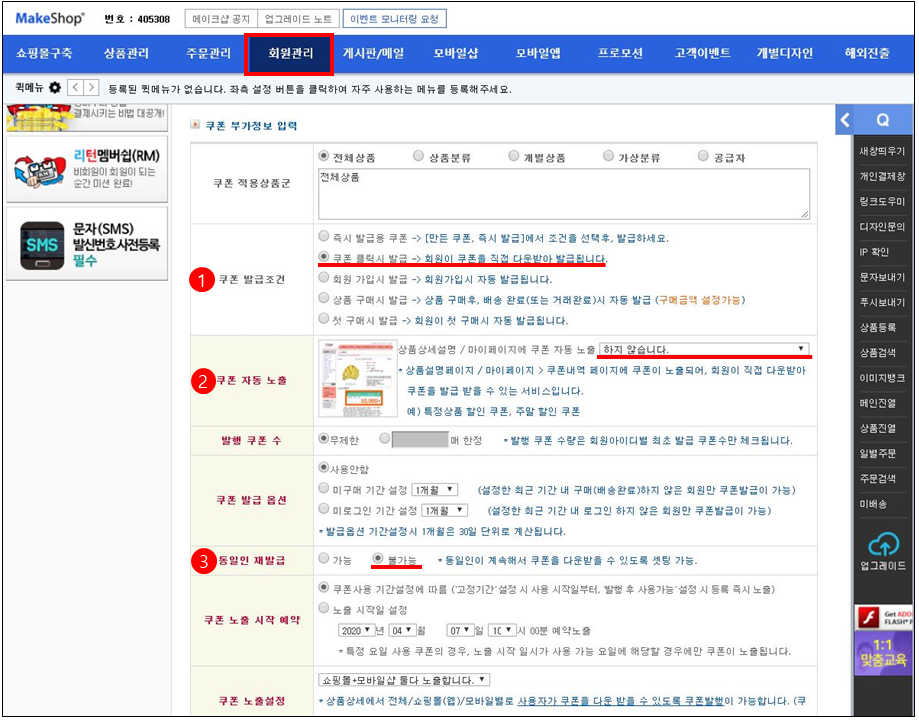 MakeShop® 번 호 : 405308 메이크샵 공지 업그레이드 노트 이벤트 모니터링 요청
쇼핑몰구축 상품관리 주문관리 회원관리 게시판/메일 모바일샵 모바일앱 프로모션 고객이벤트 개별디자인 해외진출
퀵메뉴 등록된 퀵메뉴가 없습니다. 좌측 설정 버튼을 클릭하여 자주 사용하는 메뉴를 등록해주세요.
결제시키는 비법 대공개!
리턴멤버쉽(RM)
비회원이 회원이 되는
순간 미션 완료!
SMS
문자(SMS)
발신번호사전등록
필수
쿠폰 부가정보 입력
쿠폰 적용상품군
전체상품 상품분류 개별상품 가상분류 공급자
전체상품
1 쿠폰 발급조건
즉시 발급용 쿠폰 -> [만든 쿠폰, 즉시 발급]에서 조건을 선택후, 발급하세요.
쿠폰 클릭시 발급 -> 회원이 쿠폰을 직접 다운받아 발급됩니다.
회원 가입시 발급 -> 회원가입시 자동 발급됩니다.
상품 구매시 발급 -> 상품 구매후, 배송 완료(또는 거래완료)시 자동 발급 (구매금액 설정가능)
첫 구매시 발급 -> 회원이 첫 구매시 자동 발급됩니다.
2 쿠폰 자동 노출
상품상세설명 / 마이페이지에 쿠폰 자동 노출 하지 않습니다.
* 상품설명페이지 / 마이페이지 > 쿠폰내역 페이지에 쿠폰이 노출되어, 회원이 직접 다운받아
쿠폰을 발급 받을 수 있는 서비스입니다.
예) 특정상품 할인 쿠폰, 주말 할인 쿠폰
발행 쿠폰 수
무제한 매 한정 * 발행 쿠폰 수량은 회원아이디별 최초 발급 쿠폰수만 체크됩니다.
쿠폰 발급 옵션
사용안함
미구매 기간 설정 1개월 (설정한 최근 기간 내 구매(배송완료)하지 않은 회원만 쿠폰발급이 가능)
미로그인 기간 설정 1개월 (설정한 최근 기간 내 로그인 하지 않은 회원만 쿠폰발급이 가능)
* 발급옵션 기간설정시 1개월은 30일 단위로 계산됩니다.
3 동일인 재발급
가능 불가능 * 동일인이 계속해서 쿠폰을 다운받을 수 있도록 셋팅 가능.
쿠폰 노출 시작 예약
쿠폰사용 기간설정에 따름 ('고정기간' 설정 시 사용 시작일부터, '발행 후 사용가능' 설정 시 등록 즉시 노출)
노출 시작일 설정
2020 년 04 월 07 일 10 시 00분 예약노출
* 특정 요일 사용 쿠폰의 경우, 노출 시작 일시가 사용 가능 요일에 해당할 경우에만 쿠폰이 노출됩니다.
쿠폰 노출설정
쇼핑몰+모바일샵 둘다 노출합니다.
* 상품상세에서 전체/쇼핑몰(웹)/모바일별로 사용자가 쿠폰을 다운 받을 수 있도록 쿠폰발행이 가능합니다. (쿠
새창띄우기
개인결제창
링크도우미
디자인문의
IP 확인
문자보내기
푸시보내기
상품등록
상품검색
이미지뱅크
메인진열
상품진열
일별주문
주문검색
미배송
업그레이드
Get ADO
FLASH®
1:1
맞춤교육